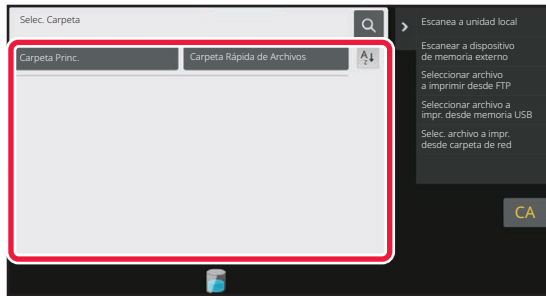 Selec. Carpeta
Carpeta Princ.
Carpeta Rápida de Archivos
A
Z
Escanea a unidad local
Escanear a dispositivo
de memoria externo
Seleccionar archivo
a imprimir desde FTP
Seleccionar archivo a
impr. desde memoria USB
Selec. archivo a impr.
desde carpeta de red
CA